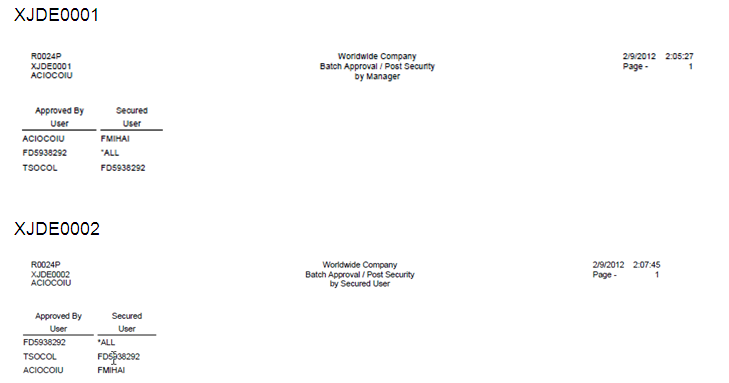 XJDE0001
R0024P Worldwide Company 2/9/2012 2:05:27
XJDE0001 Batch Approval / Post Security Page - 1
ACIOCOIU by Manager
Approved By Secured
User User
ACIOCOIU FMIHAI
FD5938292 *ALL
TSOCOL FD5938292
XJDE0002
R0024P Worldwide Company 2/9/2012 2:07:45
XJDE0002 Batch Approval / Post Security Page - 1
ACIOCOIU by Secured User
Approved By Secured
User User
FD5938292 *ALL
TSOCOL FD5938292
ACIOCOIU FMIHAI